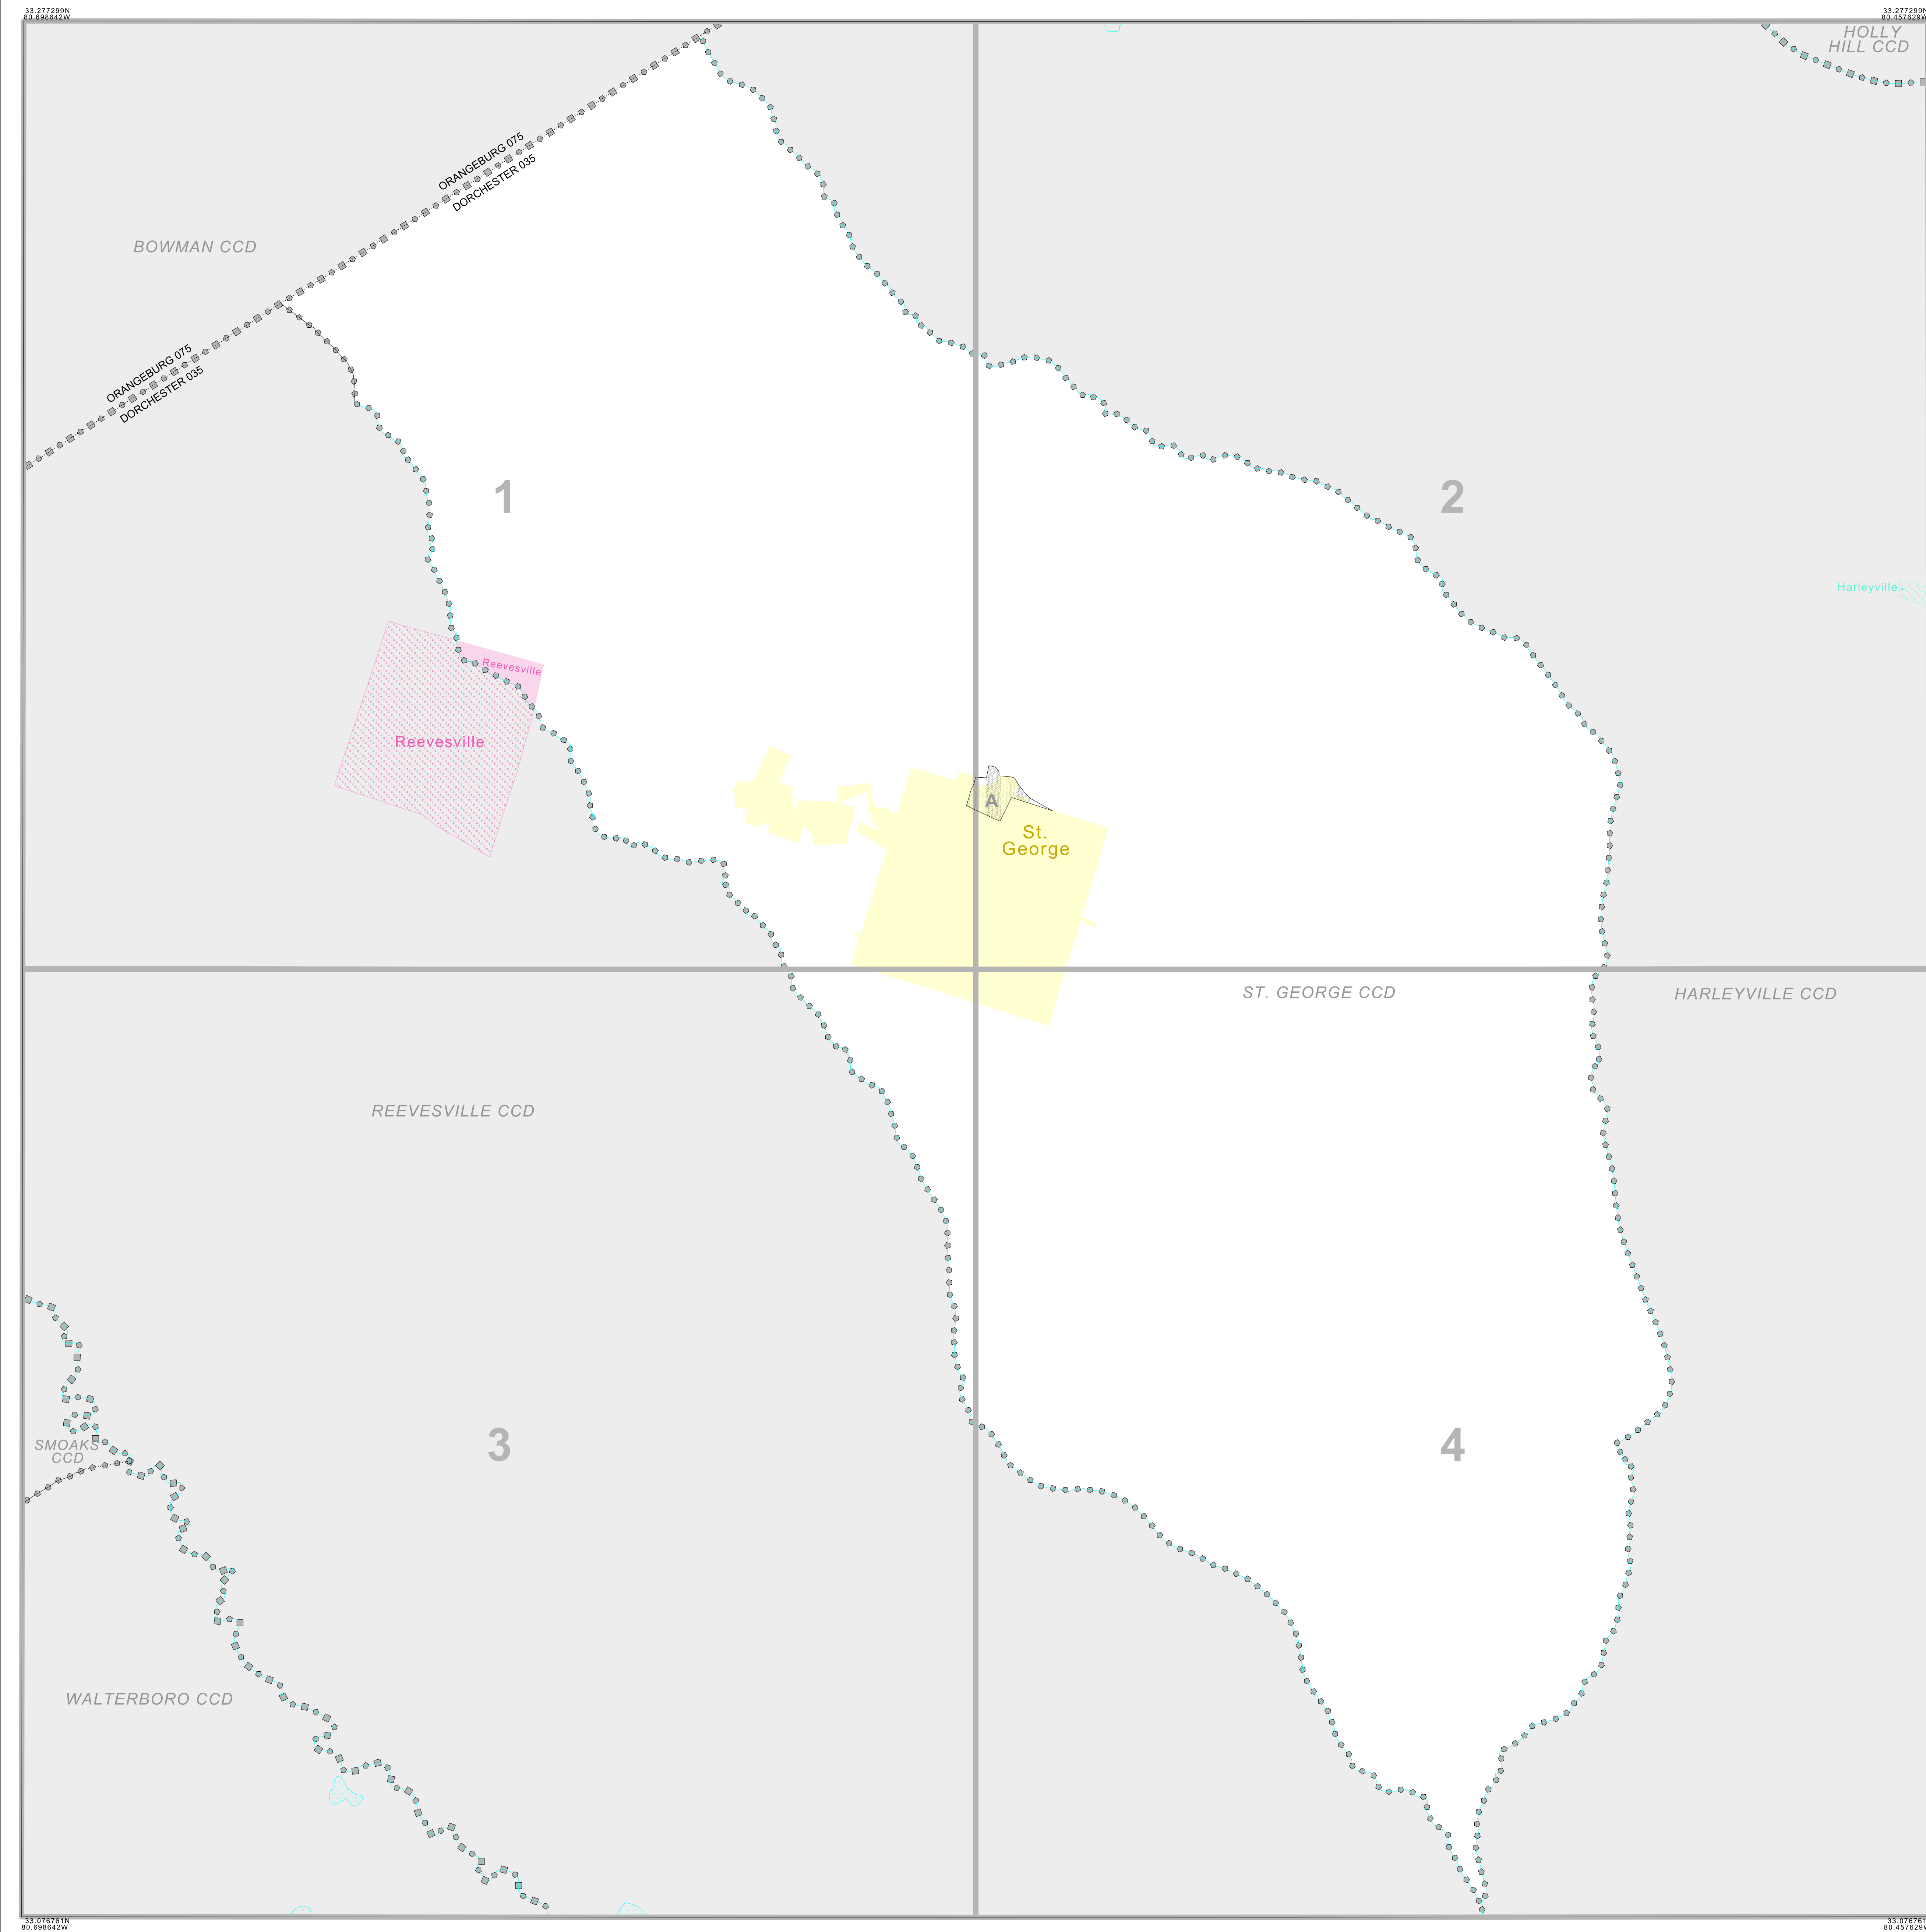 33.277299N
80.698642W
33.277299N
80.457629W
HOLLY
HILL CCD
ORANGEBURG 075
DORCHESTER 035
BOWMAN CCD
ORANGEBURG 075
DORCHESTER 035
1
2
Harleyville
Reevesville
Reevesville
A
St.
George
ST. GEORGE CCD
HARLEYVILLE CCD
REEVESVILLE CCD
SMOAKS
CCD
3
4
WALTERBORO CCD
33.076761N
80.698642W
33.076761N
80.457629W